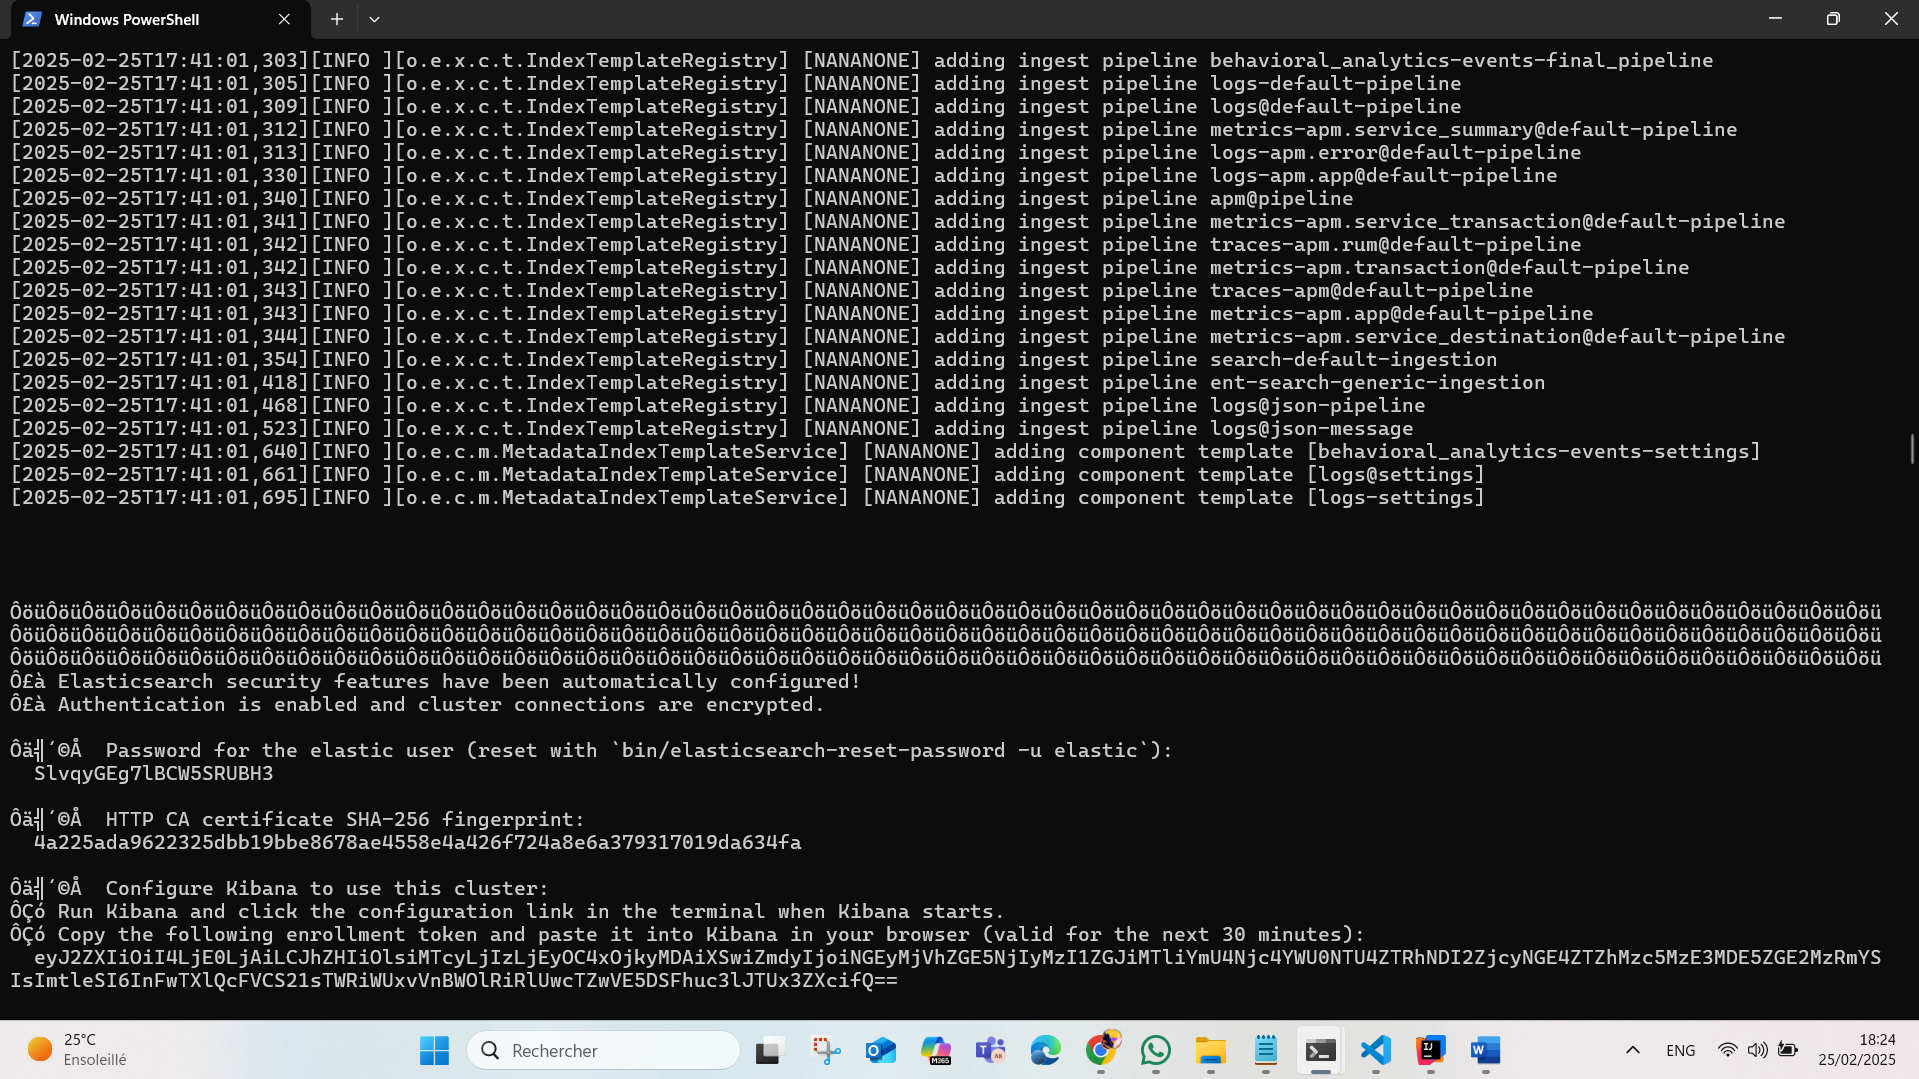 Windows PowerShell
[2025-02-25T17:41:01,303][INFO ][o.e.x.c.t.IndexTemplateRegistry] [NANANONE] adding ingest pipeline behavioral_analytics-events-final_pipeline
[2025-02-25T17:41:01,305][INFO ][o.e.x.c.t.IndexTemplateRegistry] [NANANONE] adding ingest pipeline logs-default-pipeline
[2025-02-25T17:41:01,309][INFO ][o.e.x.c.t.IndexTemplateRegistry] [NANANONE] adding ingest pipeline logs@default-pipeline
[2025-02-25T17:41:01,312][INFO ][o.e.x.c.t.IndexTemplateRegistry] [NANANONE] adding ingest pipeline metrics-apm.service_summary@default-pipeline
[2025-02-25T17:41:01,313][INFO ][o.e.x.c.t.IndexTemplateRegistry] [NANANONE] adding ingest pipeline logs-apm.error@default-pipeline
[2025-02-25T17:41:01,330][INFO ][o.e.x.c.t.IndexTemplateRegistry] [NANANONE] adding ingest pipeline logs-apm.app@default-pipeline
[2025-02-25T17:41:01,340][INFO ][o.e.x.c.t.IndexTemplateRegistry] [NANANONE] adding ingest pipeline apm@pipeline
[2025-02-25T17:41:01,341][INFO ][o.e.x.c.t.IndexTemplateRegistry] [NANANONE] adding ingest pipeline metrics-apm.service_transaction@default-pipeline
[2025-02-25T17:41:01,342][INFO ][o.e.x.c.t.IndexTemplateRegistry] [NANANONE] adding ingest pipeline traces-apm.rum@default-pipeline
[2025-02-25T17:41:01,342][INFO ][o.e.x.c.t.IndexTemplateRegistry] [NANANONE] adding ingest pipeline metrics-apm.transaction@default-pipeline
[2025-02-25T17:41:01,343][INFO ][o.e.x.c.t.IndexTemplateRegistry] [NANANONE] adding ingest pipeline traces-apm@default-pipeline
[2025-02-25T17:41:01,343][INFO ][o.e.x.c.t.IndexTemplateRegistry] [NANANONE] adding ingest pipeline metrics-apm.app@default-pipeline
[2025-02-25T17:41:01,344][INFO ][o.e.x.c.t.IndexTemplateRegistry] [NANANONE] adding ingest pipeline metrics-apm.service_destination@default-pipeline
[2025-02-25T17:41:01,354][INFO ][o.e.x.c.t.IndexTemplateRegistry] [NANANONE] adding ingest pipeline search-default-ingestion
[2025-02-25T17:41:01,418][INFO ][o.e.x.c.t.IndexTemplateRegistry] [NANANONE] adding ingest pipeline ent-search-generic-ingestion
[2025-02-25T17:41:01,468][INFO ][o.e.x.c.t.IndexTemplateRegistry] [NANANONE] adding ingest pipeline logs@json-pipeline
[2025-02-25T17:41:01,523][INFO ][o.e.x.c.t.IndexTemplateRegistry] [NANANONE] adding ingest pipeline logs@json-message
[2025-02-25T17:41:01,640][INFO ][o.e.c.m.MetadataIndexTemplateService] [NANANONE] adding component template [behavioral_analytics-events-settings]
[2025-02-25T17:41:01,661][INFO ][o.e.c.m.MetadataIndexTemplateService] [NANANONE] adding component template [logs@settings]
[2025-02-25T17:41:01,695][INFO ][o.e.c.m.MetadataIndexTemplateService] [NANANONE] adding component template [logs-settings]
ÔöüÔöüÔöüÔöüÔöüÔöüÔöüÔöüÔöüÔöüÔöüÔöüÔöüÔöüÔöüÔöüÔöüÔöüÔöüÔöüÔöüÔöüÔöüÔöüÔöüÔöüÔöüÔöüÔöüÔöüÔöüÔöüÔöüÔöüÔöüÔöüÔöüÔöüÔöüÔöüÔöüÔöüÔöüÔöüÔöüÔöüÔöüÔöüÔöüÔöüÔöüÔöü
ÔöüÔöüÔöüÔöüÔöüÔöüÔöüÔöüÔöüÔöüÔöüÔöüÔöüÔöüÔöüÔöüÔöüÔöüÔöüÔöüÔöüÔöüÔöüÔöüÔöüÔöüÔöüÔöüÔöüÔöüÔöüÔöüÔöüÔöüÔöüÔöüÔöüÔöüÔöüÔöüÔöüÔöüÔöüÔöüÔöüÔöüÔöüÔöüÔöüÔöüÔöüÔöü
ÔöüÔöüÔöüÔöüÔöüÔöüÔöüÔöüÔöüÔöüÔöüÔöüÔöüÔöüÔöüÔöüÔöüÔöüÔöüÔöüÔöüÔöüÔöüÔöüÔöüÔöüÔöüÔöüÔöüÔöüÔöüÔöüÔöüÔöüÔöüÔöüÔöüÔöüÔöüÔöüÔöüÔöüÔöüÔöüÔöüÔöüÔöüÔöüÔöüÔöüÔöüÔöü
Ô£à Elasticsearch security features have been automatically configured!
Ô£à Authentication is enabled and cluster connections are encrypted.
Ôä╣´©Å  Password for the elastic user (reset with `bin/elasticsearch-reset-password -u elastic`):
SlvqyGEg7lBCW5SRUBH3
Ôä╣´©Å  HTTP CA certificate SHA-256 fingerprint:
4a225ada9622325dbb19bbe8678ae4558e4a426f724a8e6a379317019da634fa
Ôä╣´©Å  Configure Kibana to use this cluster:
ÔÇó Run Kibana and click the configuration link in the terminal when Kibana starts.
ÔÇó Copy the following enrollment token and paste it into Kibana in your browser (valid for the next 30 minutes):
eyJ2ZXIiOiI4LjE0LjAiLCJhZHIiOlsiMTcyLjIzLjEyOC4xOjkyMDAiXSwiZmdyIjoiNGEyMjVhZGE5NjIyMzI1ZGJiMTliYmU4Njc4YWU0NTU4ZTRhNDI2ZjcyNGE4ZTZhMzc5MzE3MDE5ZGE2MzRmYS
IsImtleSI6InFwTXlQcFVCS21sTWRiWUxvVnBWOlRiRlUwcTZwVE5DSFhuc3lJTUx3ZXcifQ==
25°C
Ensoleillé
Rechercher
ENG
18:24
25/02/2025